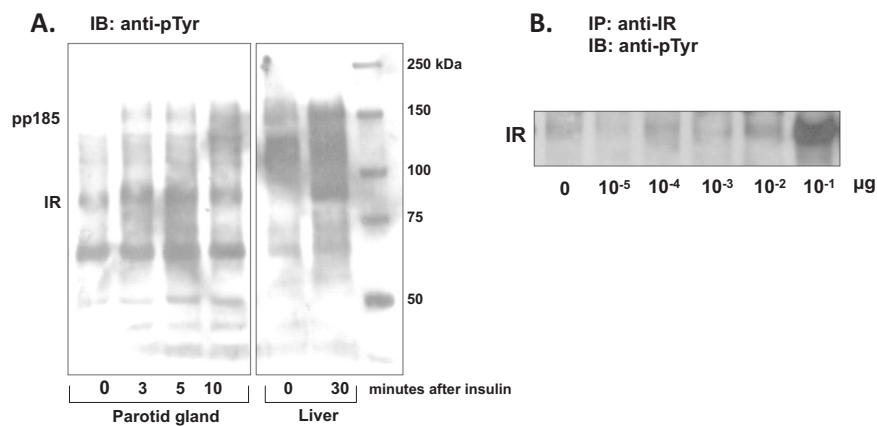 A.
IB: anti-pTyr
pp185
IR
250 kDa
150
100
75
50
0 3 5 10 0 30 minutes after insulin
Parotid gland Liver
B.
IP: anti-IR
IB: anti-pTyr
IR
0 10⁻⁵ 10⁻⁴ 10⁻³ 10⁻² 10⁻¹ µg